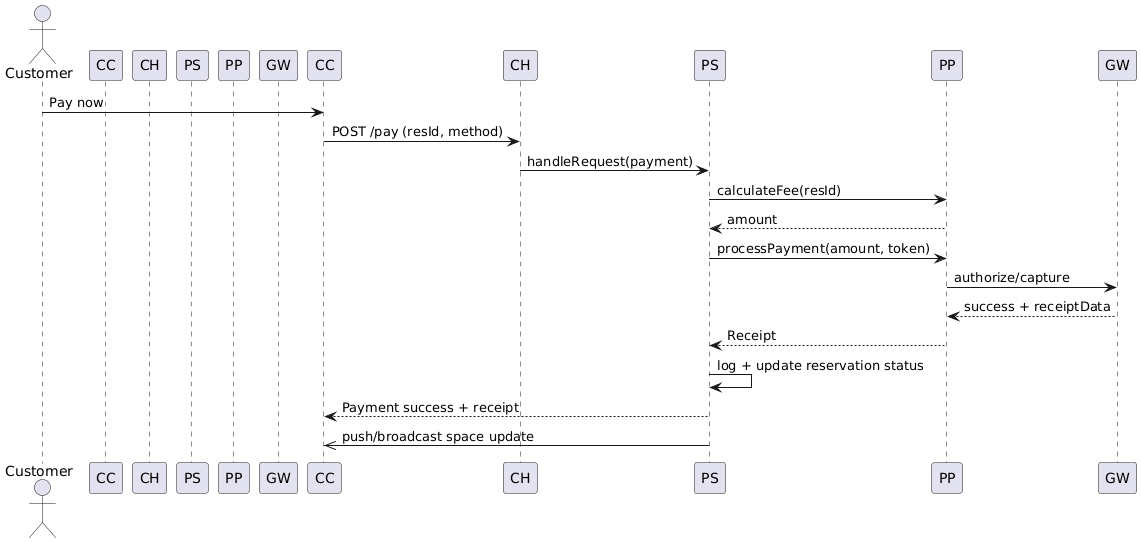 Customer
CC CH PS PP GW CC CH PS PP GW
Pay now
POST /pay (resId, method)
handleRequest(payment)
calculateFee(resId)
amount
processPayment(amount, token)
authorize/capture
success + receiptData
Receipt
log + update reservation status
Payment success + receipt
push/broadcast space update
Customer
CC CH PS PP GW CC CH PS PP GW